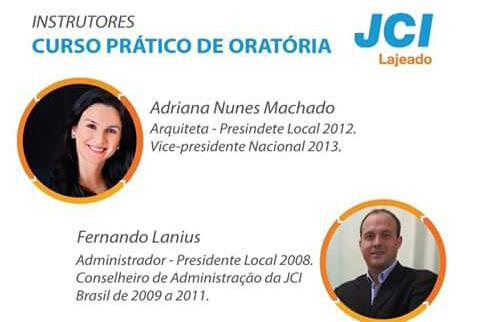 INSTRUTORES
CURSO PRÁTICO DE ORATÓRIA
JCI
Lajeado
Adriana Nunes Machado
Arquiteta - Presindete Local 2012.
Vice-presidente Nacional 2013.
Fernando Lanius
Administrador - Presidente Local 2008.
Conselheiro de Administração da JCI
Brasil de 2009 a 2011.